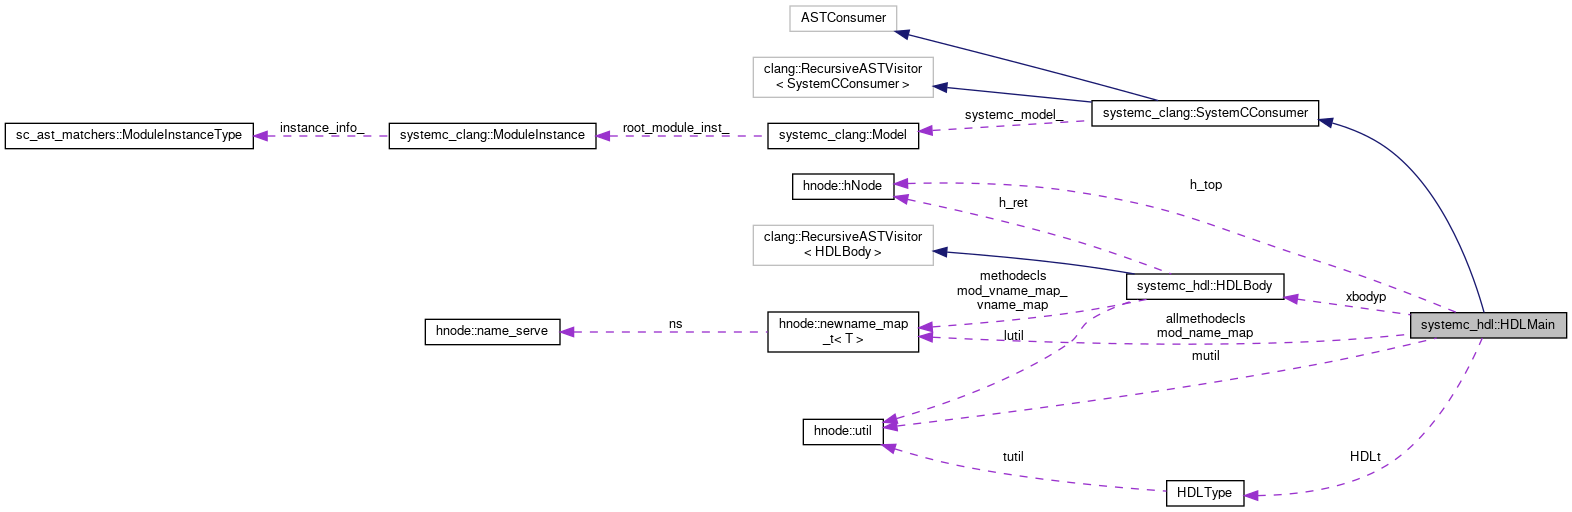 ASTConsumer
clang::RecursiveASTVisitor
< SystemCConsumer >
systemc_clang::SystemCConsumer
systemc_model_
sc_ast_matchers::ModuleInstanceType
instance_info_
systemc_clang::ModuleInstance
root_module_inst_
systemc_clang::Model
hnode::hNode
h_top
h_ret
clang::RecursiveASTVisitor
< HDLBody >
methodecls
mod_vname_map_
vname_map
systemc_hdl::HDLBody
xbodyp
hnode::name_serve
ns
hnode::newname_map
_t< T >
lutil
allmethodecls
mod_name_map
systemc_hdl::HDLMain
mutil
hnode::util
tutil
HDLt
HDLType